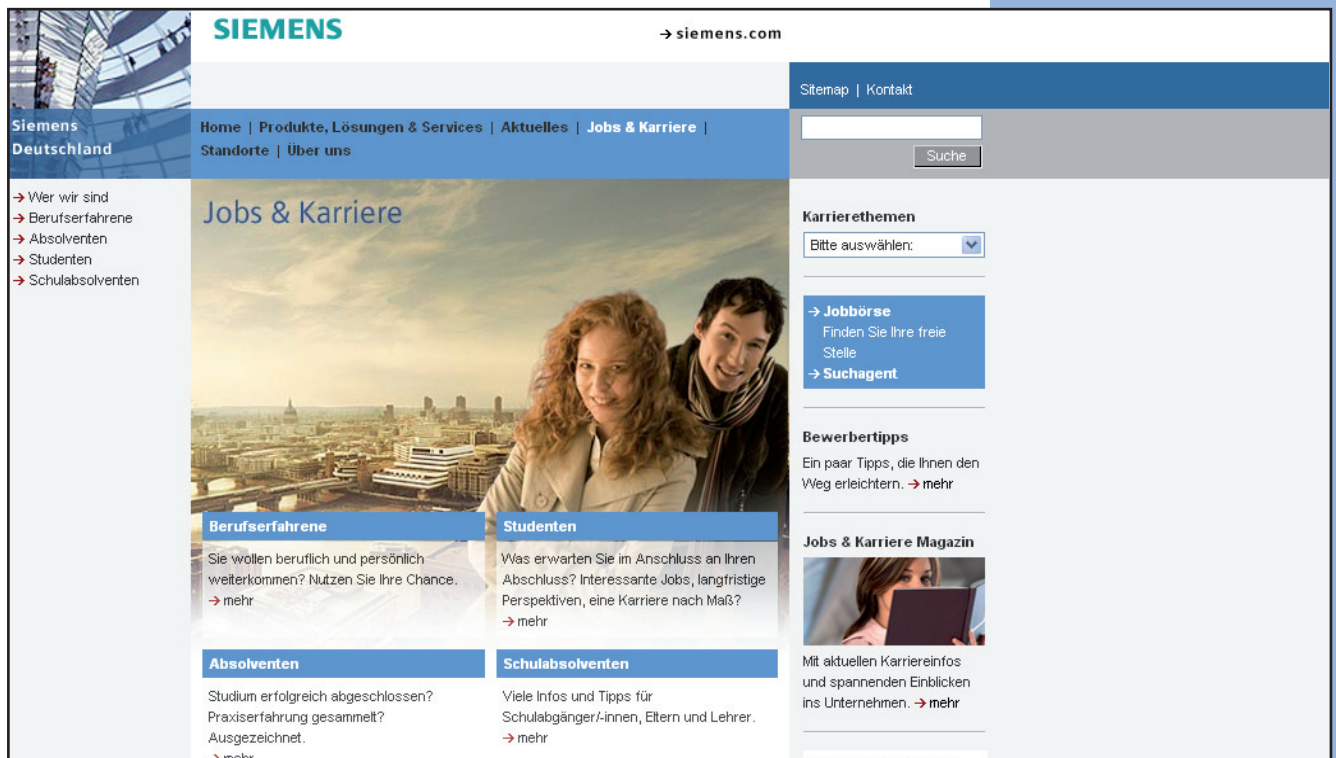 SIEMENS
→ siemens.com
Sitemap | Kontakt
Siemens
Deutschland
Home | Produkte, Lösungen & Services | Aktuelles | Jobs & Karriere |
Standorte | Über uns
Suche
→ Wer wir sind
→ Berufserfahrene
→ Absolventen
→ Studenten
→ Schulabsolventen
Jobs & Karriere
Berufserfahrene
Sie wollen beruflich und persönlich
weiterkommen? Nutzen Sie Ihre Chance.
→ mehr
Studenten
Was erwarten Sie im Anschluss an Ihren
Abschluss? Interessante Jobs, langfristige
Perspektiven, eine Karriere nach Maß?
→ mehr
Absolventen
Studium erfolgreich abgeschlossen?
Praxiserfahrung gesammelt?
Ausgezeichnet.
→ mehr
Schulabsolventen
Viele Infos und Tipps für
Schulabgänger/-innen, Eltern und Lehrer.
→ mehr
Karrierethemen
Bitte auswählen:
→ Jobbörse
Finden Sie Ihre freie
Stelle
→ Suchagent
Bewerbertipps
Ein paar Tipps, die Ihnen den
Weg erleichtern. → mehr
Jobs & Karriere Magazin
Mit aktuellen Karriereinfos
und spannenden Einblicken
ins Unternehmen. → mehr